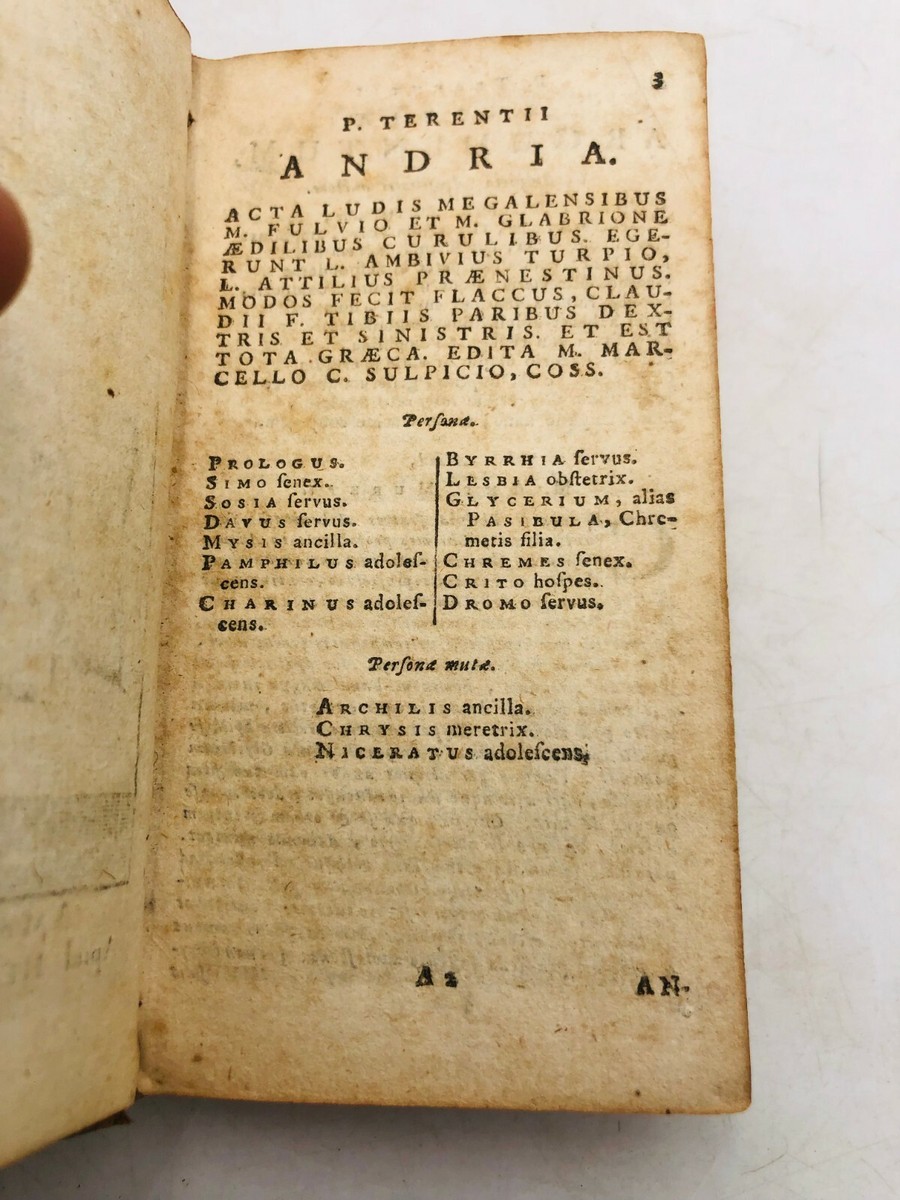 3
P. TERENTII
ANDRIA.
ACTA LUDIS MEGALENSIBUS
M. FULVIO ET M. GLABRIONE
ÆDILIBUS CURULIBUS. EGE-
RUNT L. AMBIVIUS TURPIO,
L. ATTILIUS PRÆNESTINUS.
MODOS FECIT FLACCUS, CLAU-
DII F. TIBIIS PARIBUS DEX-
TRIS ET SINISTRIS. ET EST
TOTA GRÆCA. EDITA M. MAR-
CELLO C. SULPICIO, COSS.
Perſonæ.
PROLOGUS.
SIMO ſenex.
SOSIA ſervus.
DAVUS ſervus.
MYSIS ancilla.
PAMPHILUS adoleſ-
cens.
CHARINUS adoleſ-
cens.
BYRRHIA ſervus.
LESBIA obſtetrix.
GLYCERIUM, alias
PASIBULA, Chre-
metis filia.
CHREMES ſenex.
CRITO hoſpes.
DROMO ſervus.
Perſonæ mutæ.
ARCHILIS ancilla.
CHRYSIS meretrix.
NICERATUS adoleſcens.
A2
AN-